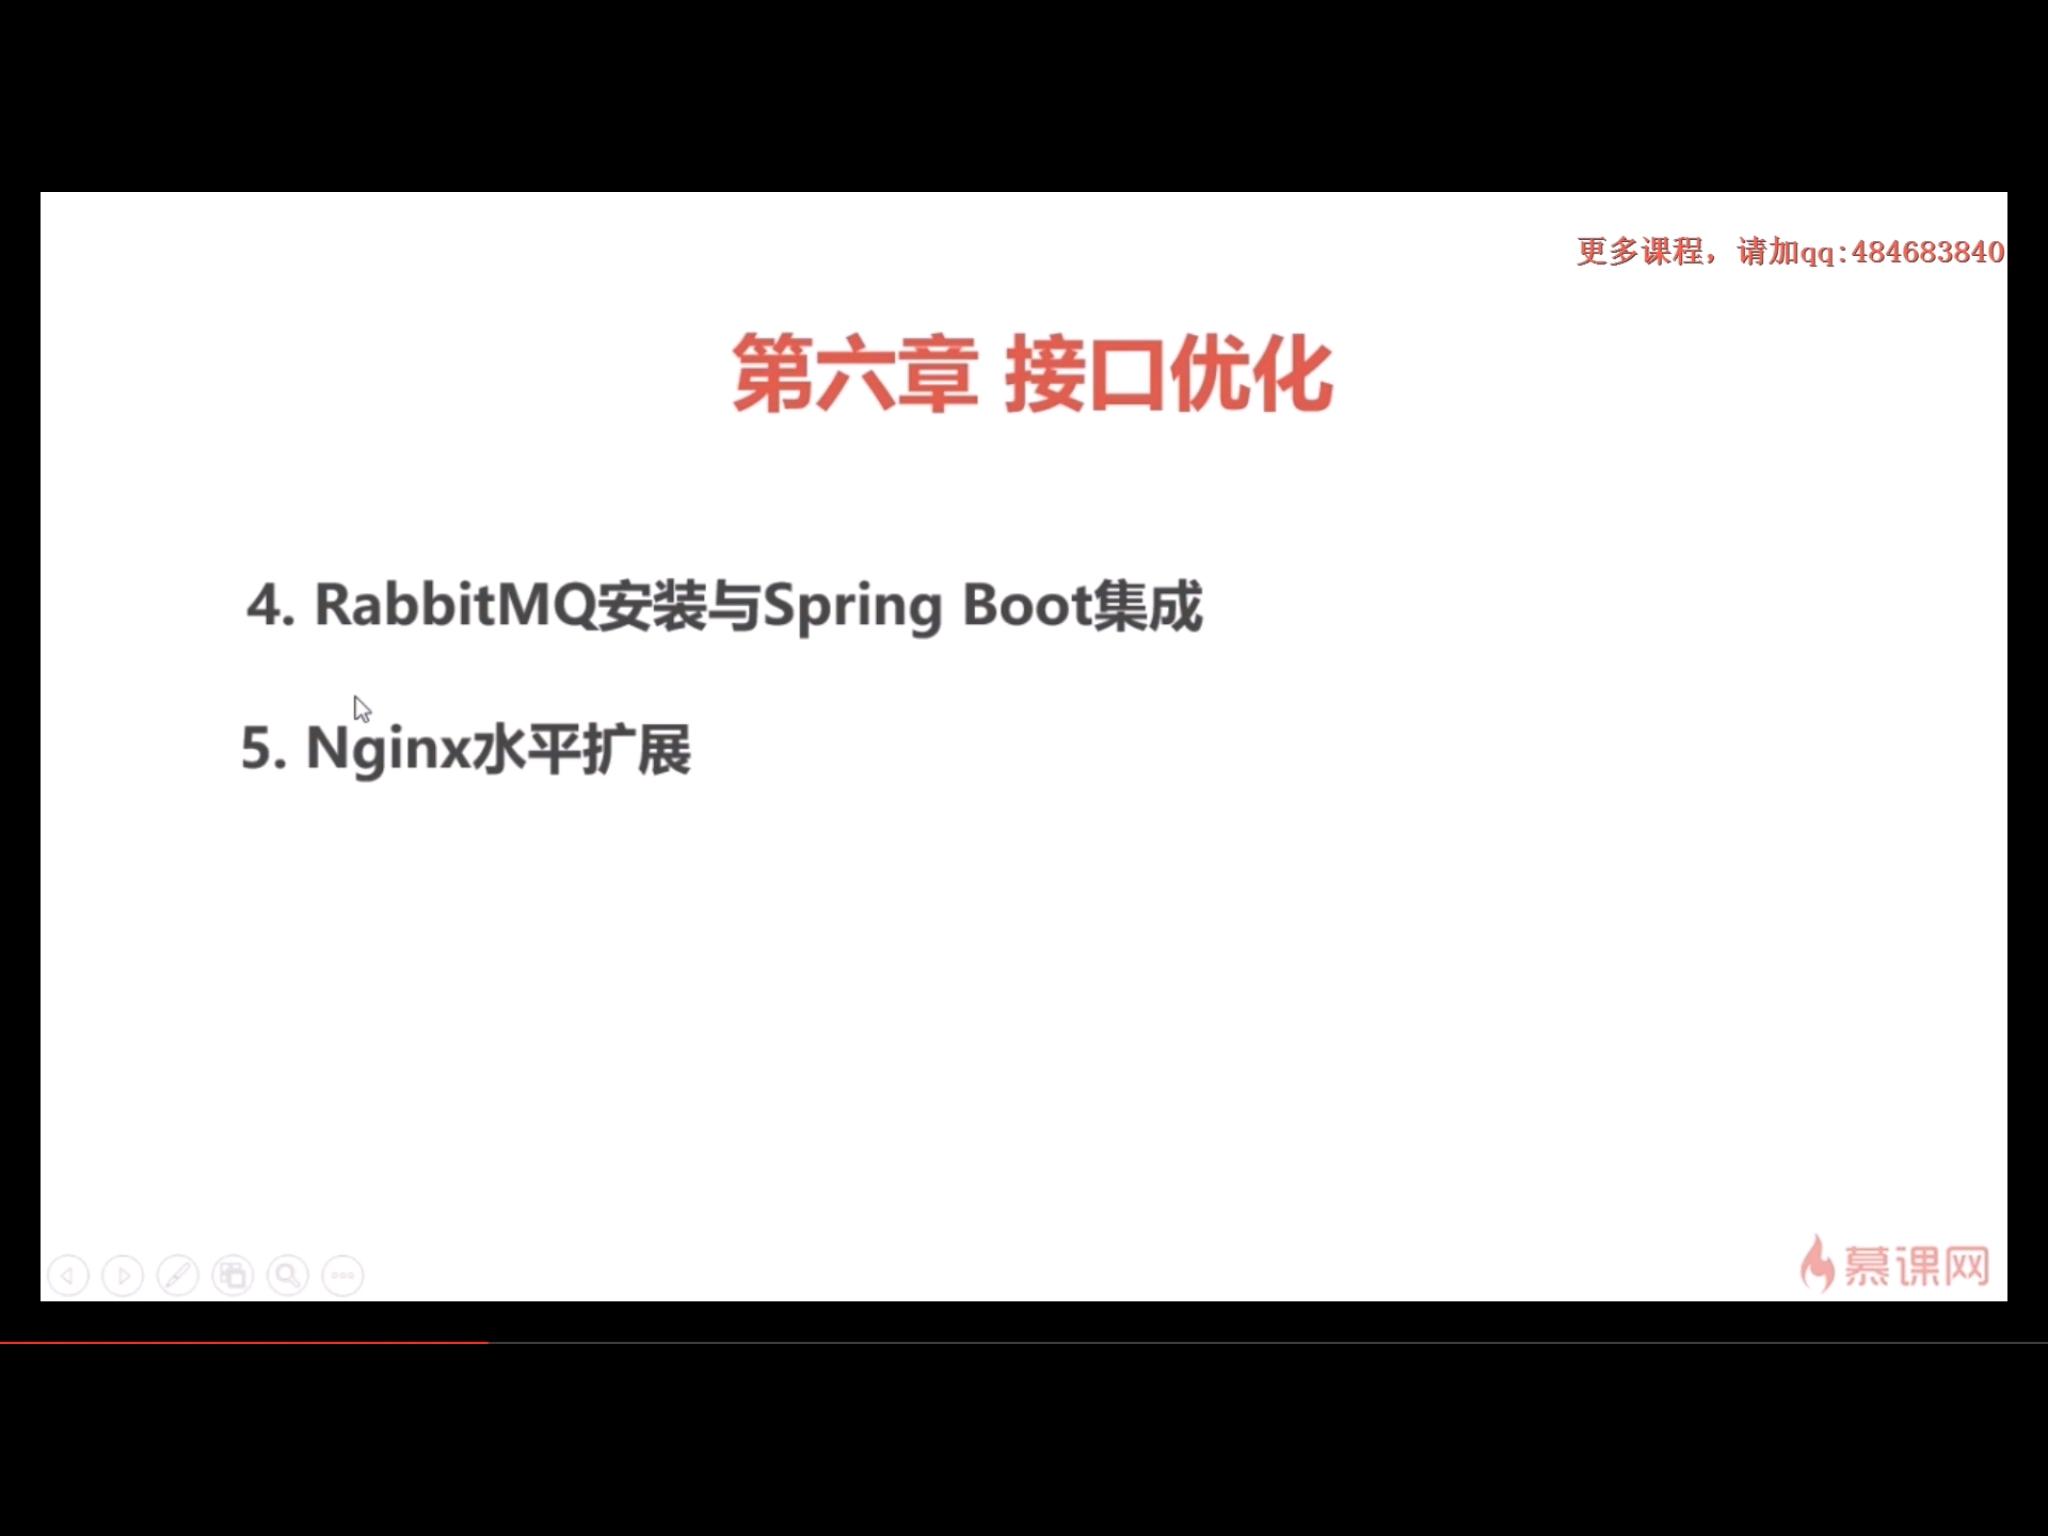 更多课程，请加qq:484683840
第六章 接口优化
4. RabbitMQ安装与Spring Boot集成
5. Nginx水平扩展
慕课网